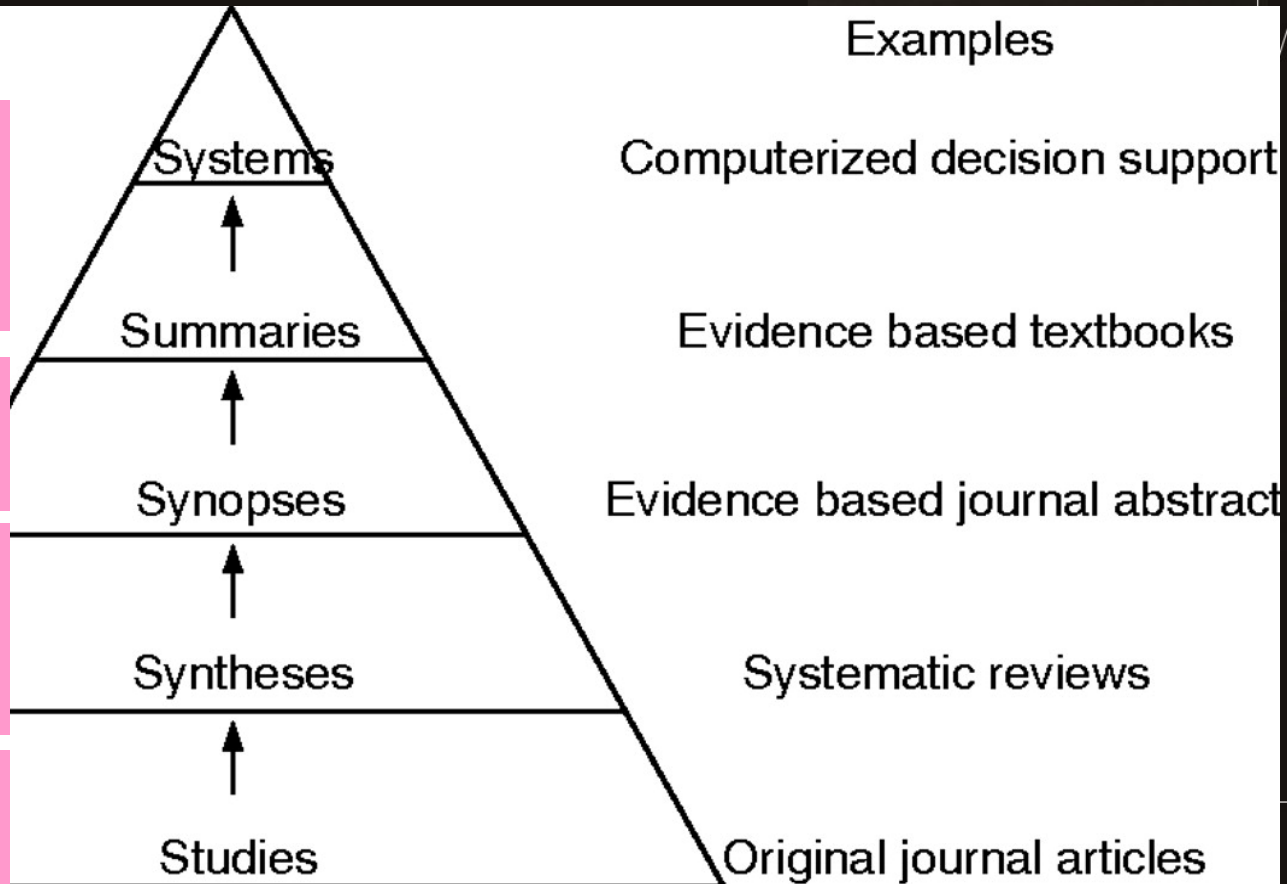 Examples
Systems Computerized decision support
Summaries Evidence based textbooks
Synopses Evidence based journal abstract
Syntheses Systematic reviews
Studies Original journal articles